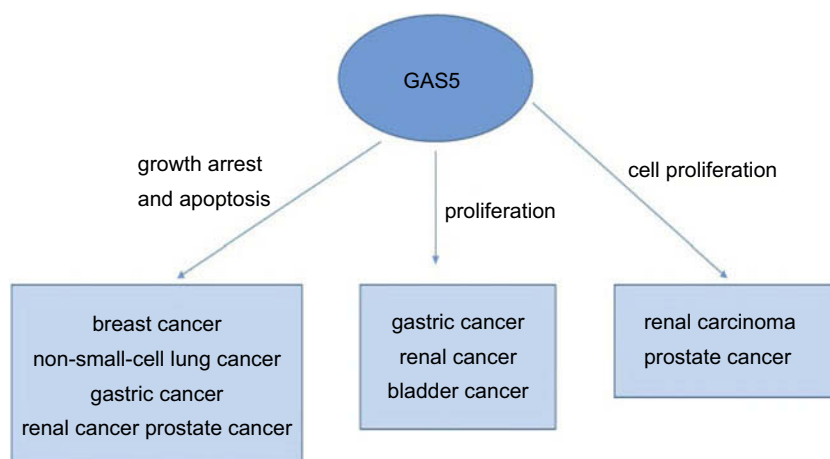 GAS5
growth arrest
and apoptosis
proliferation
cell proliferation
breast cancer
non-small-cell lung cancer
gastric cancer
renal cancer prostate cancer
gastric cancer
renal cancer
bladder cancer
renal carcinoma
prostate cancer